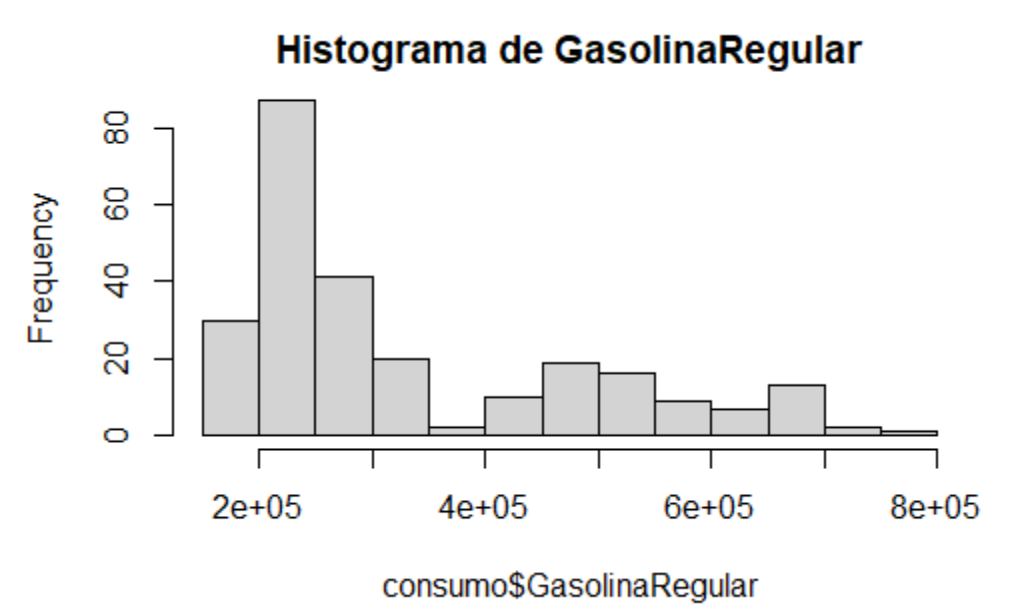 Histograma de GasolinaRegular
Frequency
80
60
40
20
0
2e+05 4e+05 6e+05 8e+05
consumo$GasolinaRegular